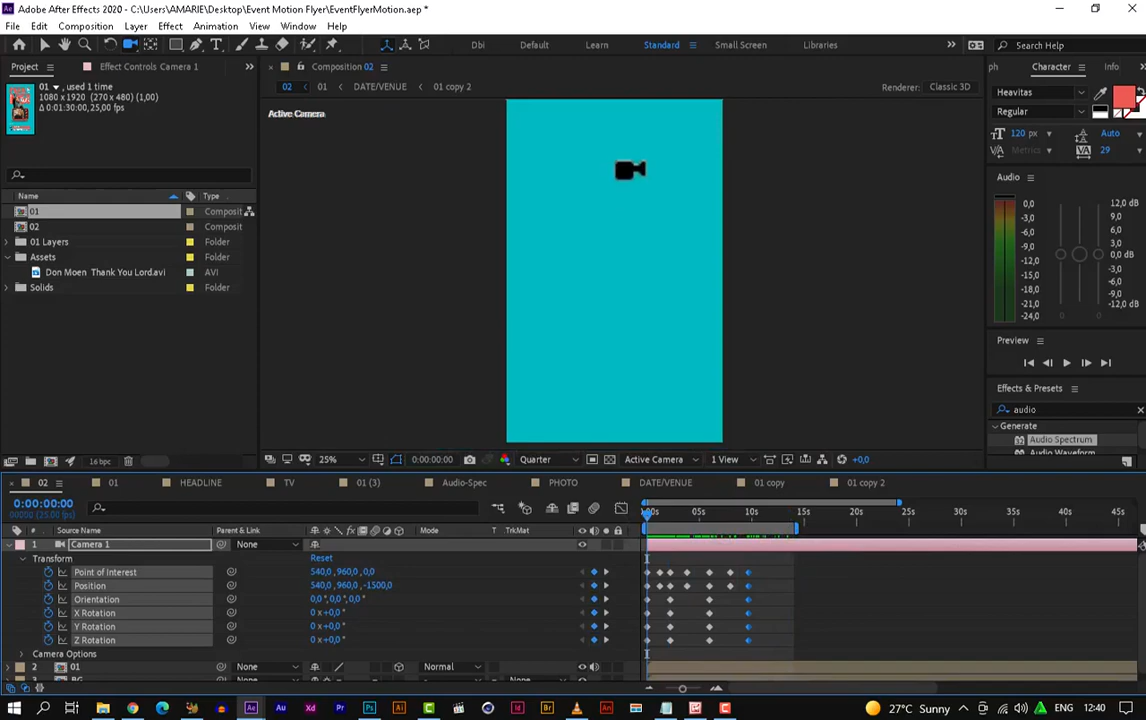 Adobe After Effects 2020 - C:\Users\AMARIE\Desktop\Event Motion Flyer\EventFlyerMotion.aep *
File Edit Composition Layer Effect Animation View Window Help
Dbi Default Learn Standard Small Screen Libraries Search Help
Project Effect Controls Camera 1
Composition 02
ph Character Info
01 , used 1 time
1080 x 1920 (270 x 480) (1,00)
Δ 0:01:30:00, 25,00 fps
02 01 DATE/VENUE 01 copy 2
Renderer: Classic 3D
Active Camera
Heavitas
Regular
120 px Auto
Metrics 29
Name Type
01 Composit
02 Composit
01 Layers Folder
Assets Folder
Don Moen Thank You Lord.avi AVI
Solids Folder
Audio
0,0
-3,0
-6,0
-9,0
-12,0
-15,0
-18,0
-21,0
-24,0
12,0 dB
9,0
6,0
3,0
0,0 dB
-3,0
-6,0
-9,0
-12,0 dB
Preview
Effects & Presets
audio
Generate
Audio Spectrum
Audio Waveform
16 bpc
25% 0:00:00:00 Quarter Active Camera 1 View +0,0
02 01 HEADLINE TV 01 (3) Audio-Spec PHOTO DATE/VENUE 01 copy 01 copy 2
0:00:00:00
00000 (25.00 fps)
05s 10s 15s 20s 25s 30s 35s 40s 45s
# Source Name Parent & Link Mode T TrkMat
1 Camera 1 None
Transform Reset
Point of Interest 540,0 ,960,0 ,0,0
Position 540,0 ,960,0 ,-1500,0
Orientation 0,0 °,0,0 °,0,0 °
X Rotation 0 x+0,0 °
Y Rotation 0 x+0,0 °
Z Rotation 0 x+0,0 °
Camera Options
2 01 None Normal
BG None
27°C Sunny ENG 12:40